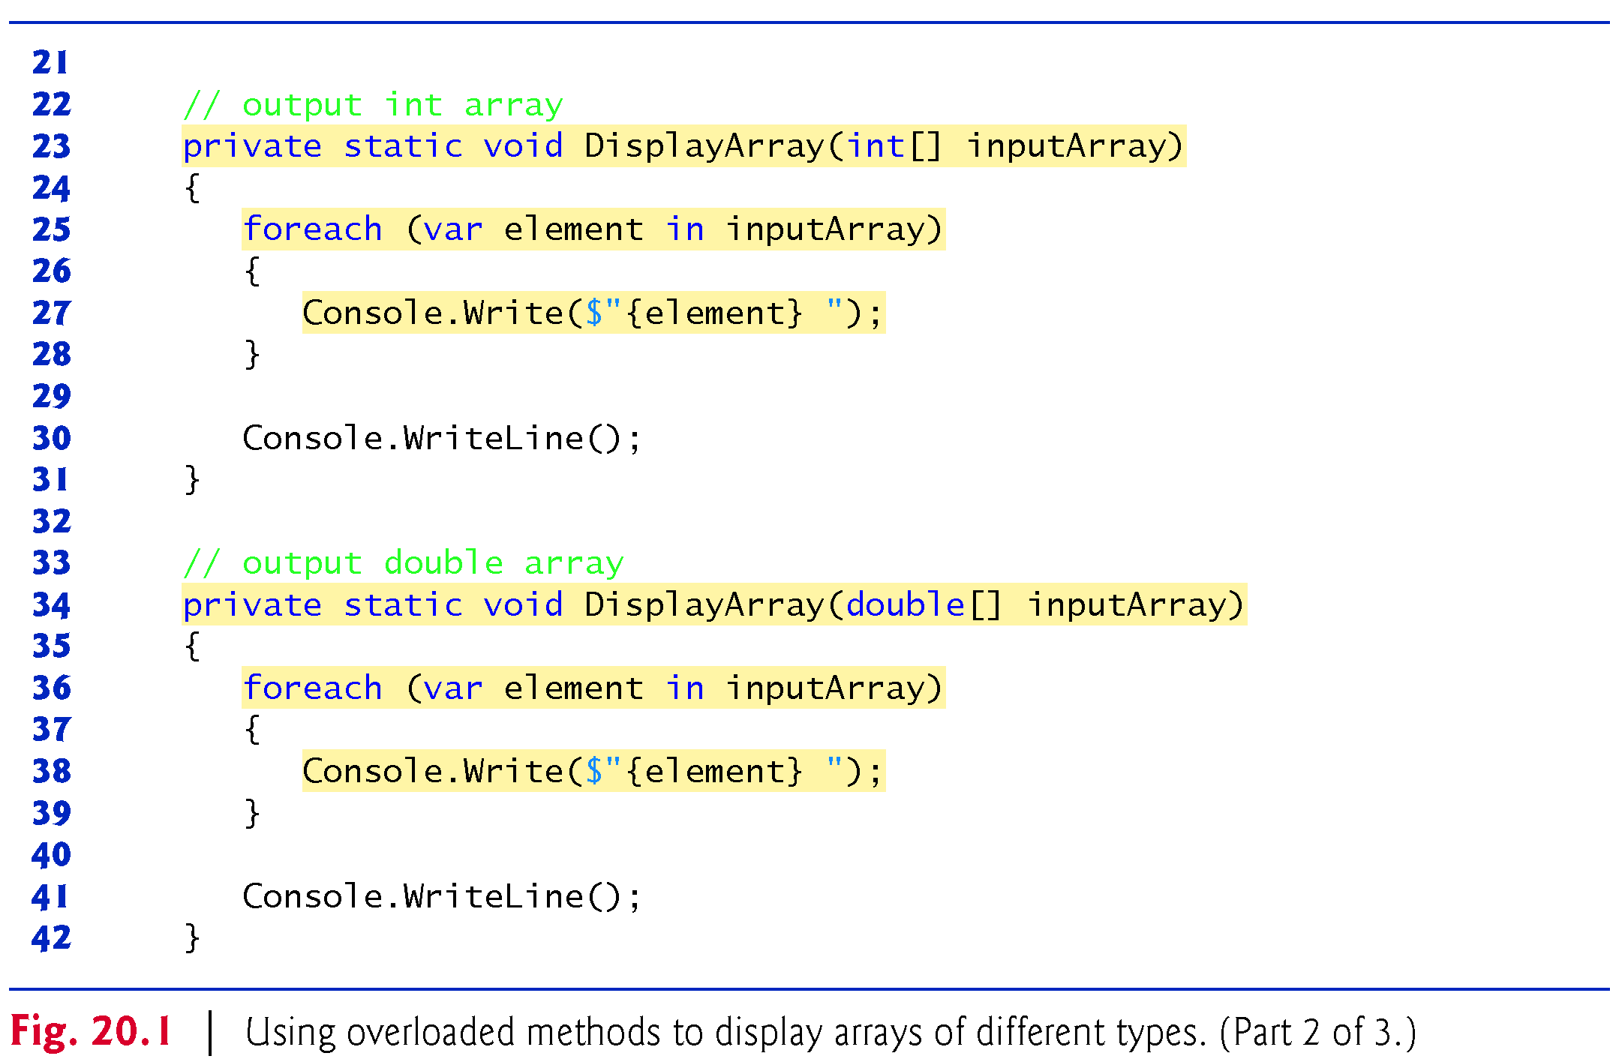 21
22 // output int array
23 private static void DisplayArray(int[] inputArray)
24 {
25 foreach (var element in inputArray)
26 {
27 Console.Write($"{element} ");
28 }
29
30 Console.WriteLine();
31 }
32
33 // output double array
34 private static void DisplayArray(double[] inputArray)
35 {
36 foreach (var element in inputArray)
37 {
38 Console.Write($"{element} ");
39 }
40
41 Console.WriteLine();
42 }
Fig. 20.1 | Using overloaded methods to display arrays of different types. (Part 2 of 3.)